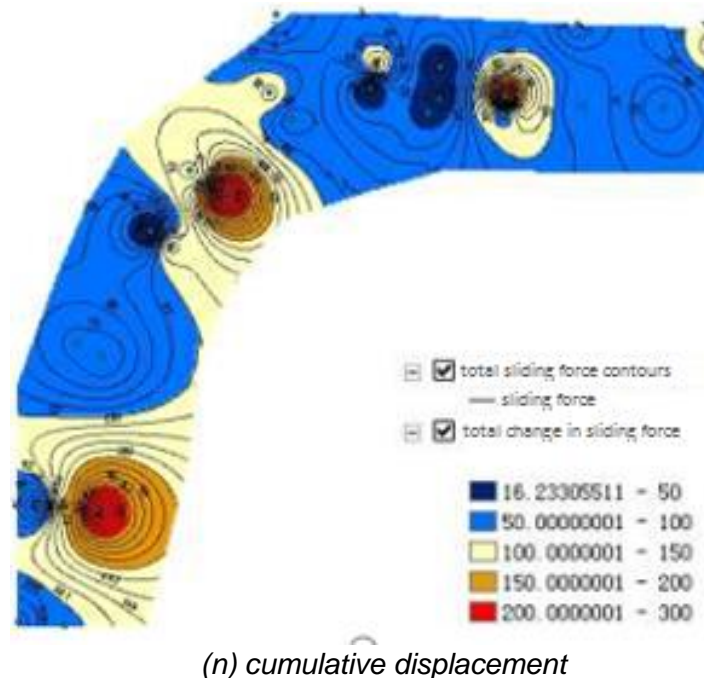 total sliding force contours
sliding force
total change in sliding force
16.23305511 - 50
50.00000001 - 100
100.0000001 - 150
150.0000001 - 200
200.0000001 - 300
(n) cumulative displacement